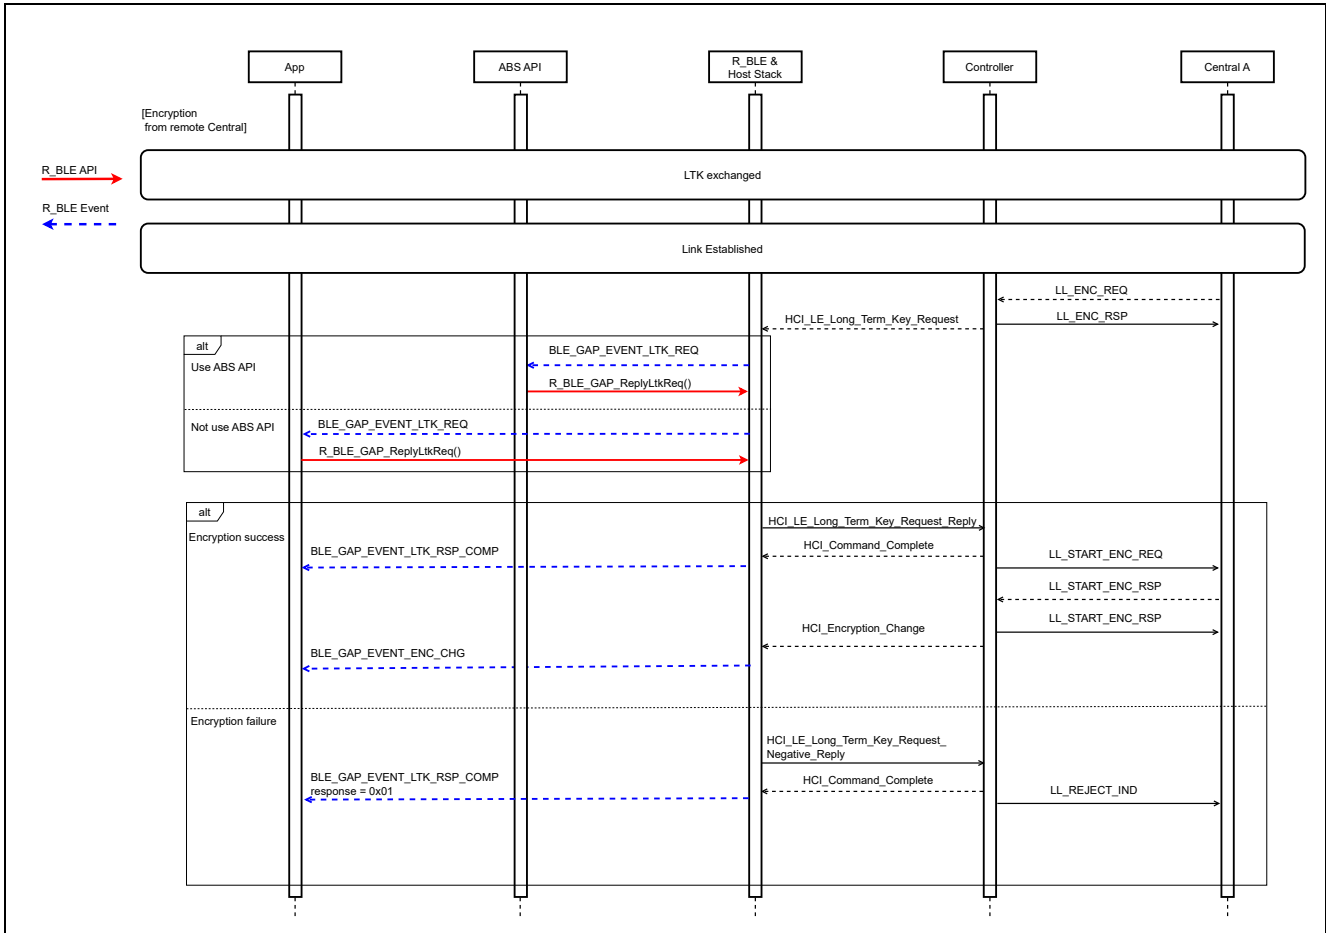 App
ABS API
R_BLE &
Host Stack
Controller
Central A
[Encryption
from remote Central]
R_BLE API
LTK exchanged
R_BLE Event
Link Established
LL_ENC_REQ
HCI_LE_Long_Term_Key_Request
LL_ENC_RSP
alt
Use ABS API
BLE_GAP_EVENT_LTK_REQ
R_BLE_GAP_ReplyLtkReq()
Not use ABS API
BLE_GAP_EVENT_LTK_REQ
R_BLE_GAP_ReplyLtkReq()
alt
Encryption success
HCI_LE_Long_Term_Key_Request_Reply
HCI_Command_Complete
BLE_GAP_EVENT_LTK_RSP_COMP
LL_START_ENC_REQ
LL_START_ENC_RSP
LL_START_ENC_RSP
HCI_Encryption_Change
BLE_GAP_EVENT_ENC_CHG
Encryption failure
HCI_LE_Long_Term_Key_Request_
Negative_Reply
BLE_GAP_EVENT_LTK_RSP_COMP
response = 0x01
HCI_Command_Complete
LL_REJECT_IND